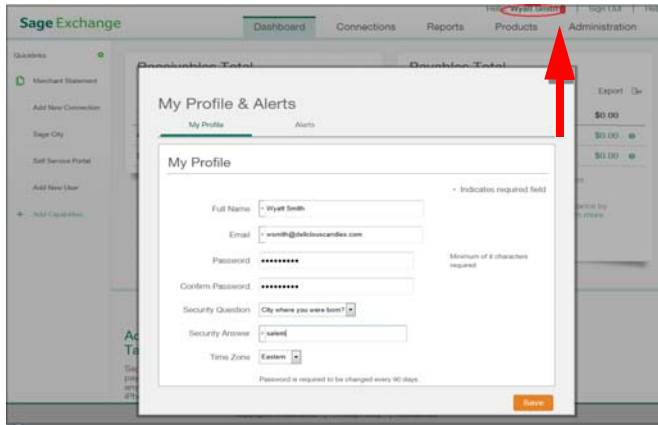 Hello, Wyatt Smith | Sign Out | Help
Sage Exchange
Dashboard Connections Reports Products Administration
Quicklinks
Receivables Total Payables Total
Merchant Statement
Export
Add New Connection
$0.00
Sage City
$0.00
Self Service Portal
$0.00
Add New User
Add Capabilities
My Profile & Alerts
My Profile Alerts
My Profile
- Indicates required field
Full Name - Wyatt Smith
Email - wsmith@deliciouscandles.com
Password •••••••••
Minimum of 8 characters
required
Confirm Password •••••••••
Security Question City where you were born?
Security Answer - salem
Time Zone Eastern
Password is required to be changed every 90 days.
Save